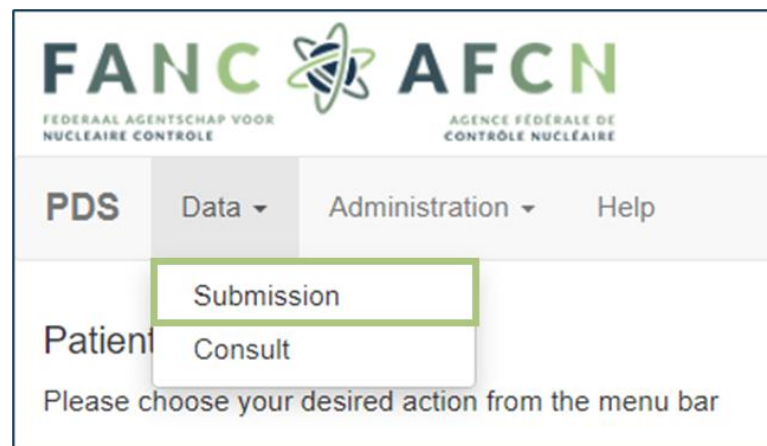 FANC AFCN
FEDERAAL AGENTSCHAP VOOR
NUCLEAIRE CONTROLE
AGENCE FÉDÉRALE DE
CONTRÔLE NUCLÉAIRE
PDS Data Administration Help
Submission
Consult
Patient
Please choose your desired action from the menu bar